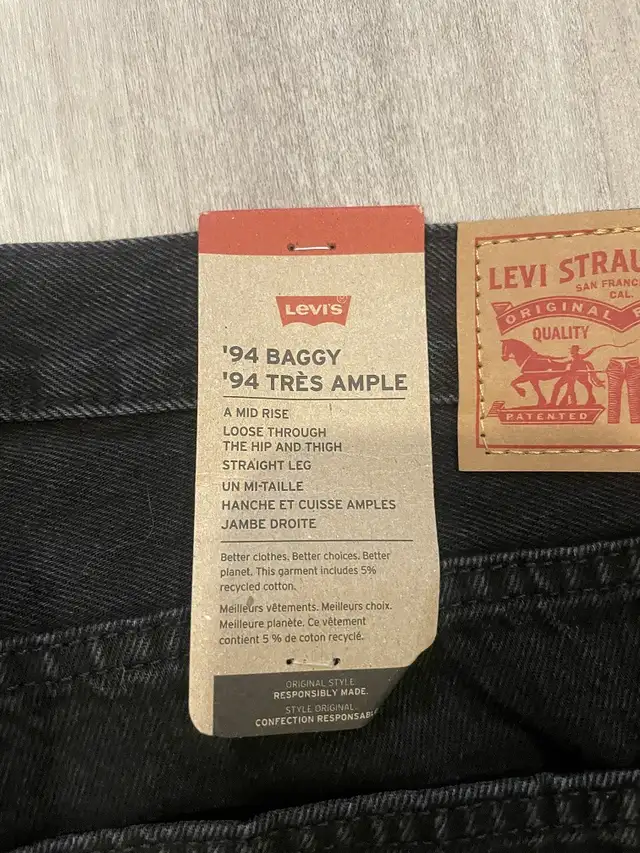 Levi's®
'94 BAGGY
'94 TRÈS AMPLE
A MID RISE
LOOSE THROUGH
THE HIP AND THIGH
STRAIGHT LEG
UN MI-TAILLE
HANCHE ET CUISSE AMPLES
JAMBE DROITE
Better clothes. Better choices. Better
planet. This garment includes 5%
recycled cotton.
Meilleurs vêtements. Meilleurs choix.
Meilleure planète. Ce vêtement
contient 5 % de coton recyclé.
ORIGINAL STYLE
RESPONSIBLY MADE.
STYLE ORIGINAL.
CONFECTION
LEVI
SAN
CAL.
ORIGINAL
QUALITY
PATENTED